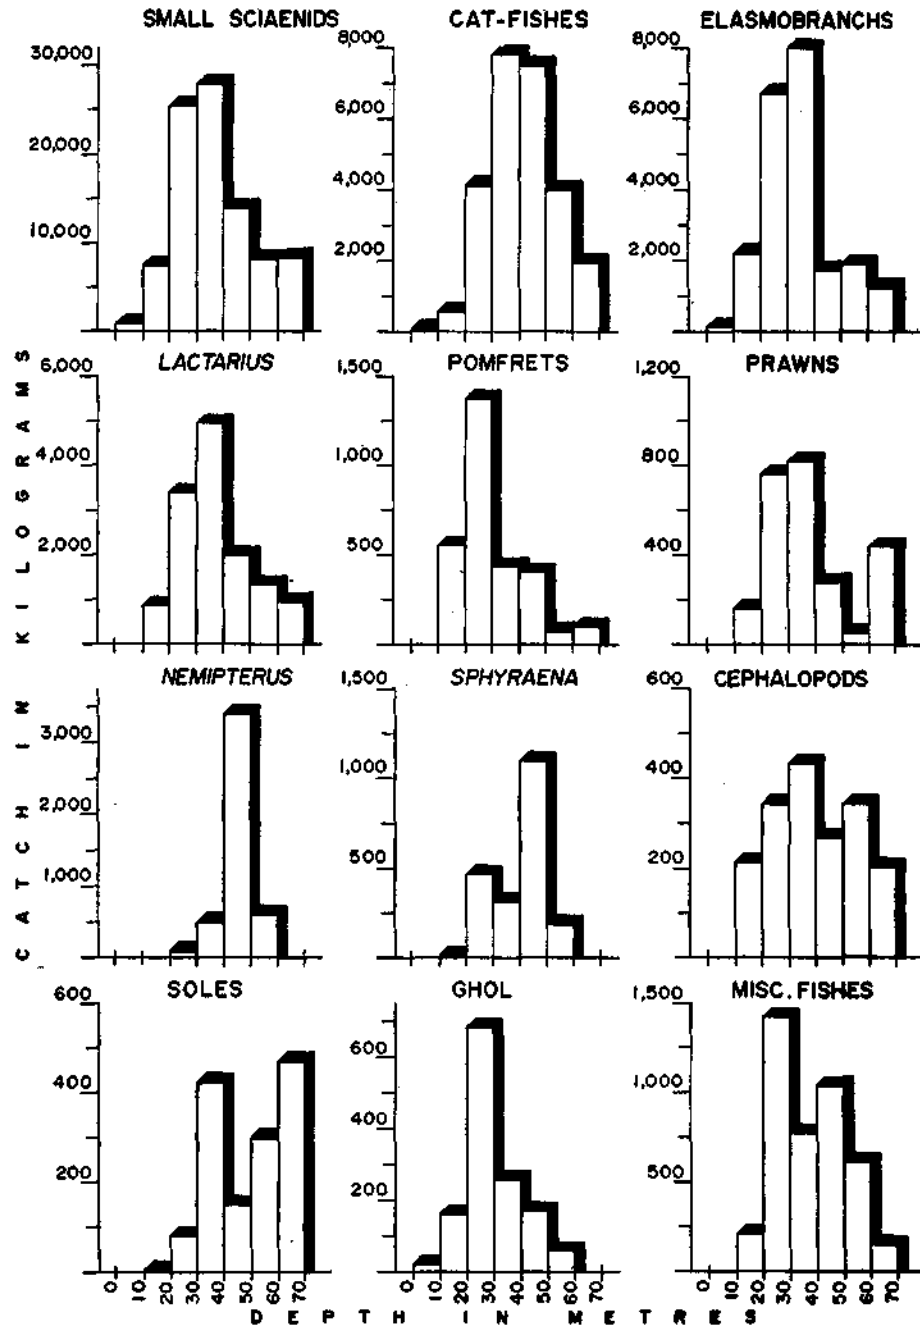 SMALL SCIAENIDS
30,000
20,000
10,000
CAT-FISHES
8,000
6,000
4,000
2,000
ELASMOBRANCHS
8,000
6,000
4,000
2,000
LACTARIUS
6,000
4,000
2,000
POMFRETS
1,500
1,000
500
PRAWNS
1,200
800
400
NEMIPTERUS
3,000
2,000
1,000
SPHYRAENA
1,500
1,000
500
CEPHALOPODS
600
400
200
SOLES
600
400
200
0 10 20 30 40 50 60 70
GHOL
600
400
200
0 10 20 30 40 50 60 70
MISC. FISHES
1,500
1,000
500
0 10 20 30 40 50 60 70
CATCH IN KILOGRAMS
DEPTH IN METRES